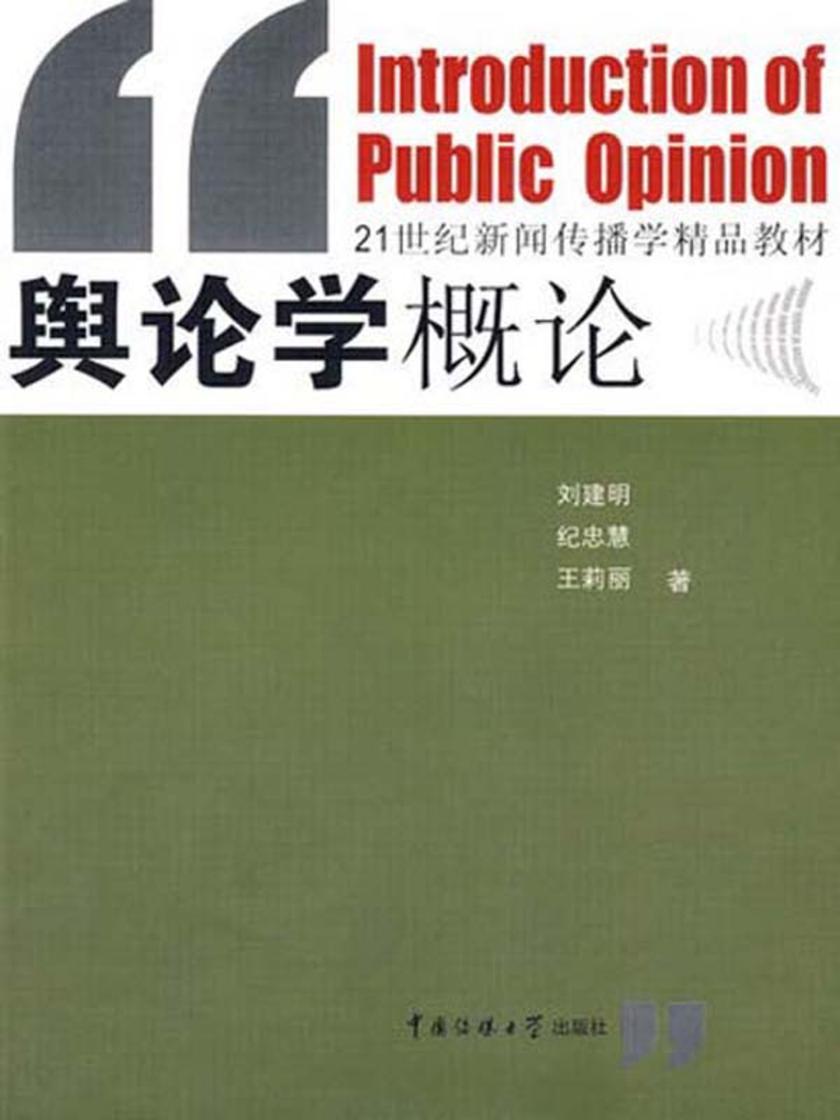 Introduction of
Public Opinion
21世纪新闻传播学精品教材
舆论学概论
刘建明
纪忠慧
王莉丽 著
中国传媒大学出版社